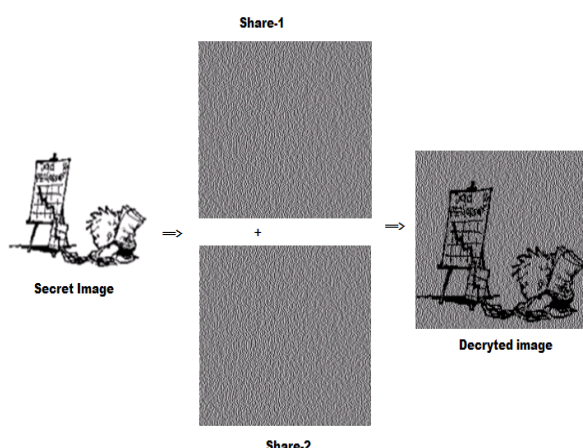 Share-1
==>
Secret Image
+
==>
Decryted image
Share-2